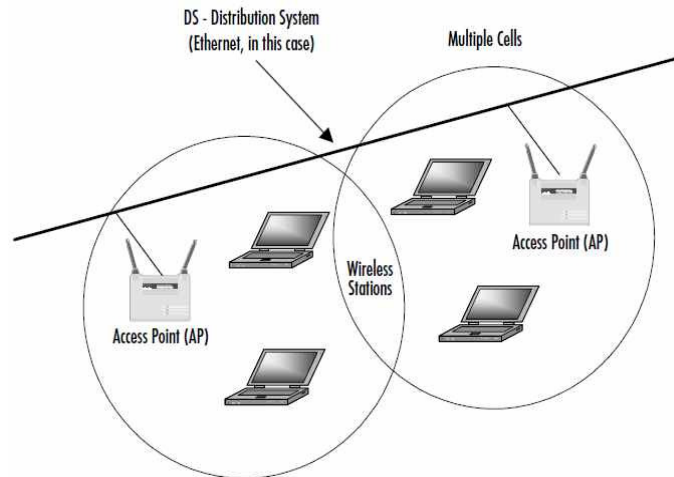 DS - Distribution System
(Ethernet, in this case)
Multiple Cells
Access Point (AP)
Wireless
Stations
Access Point (AP)